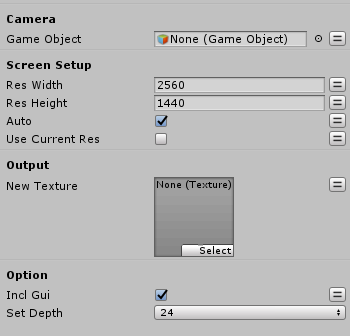 Camera
Game Object None (Game Object)
Screen Setup
Res Width 2560
Res Height 1440
Auto
Use Current Res
Output
New Texture None (Texture)
Select
Option
Incl Gui
Set Depth 24